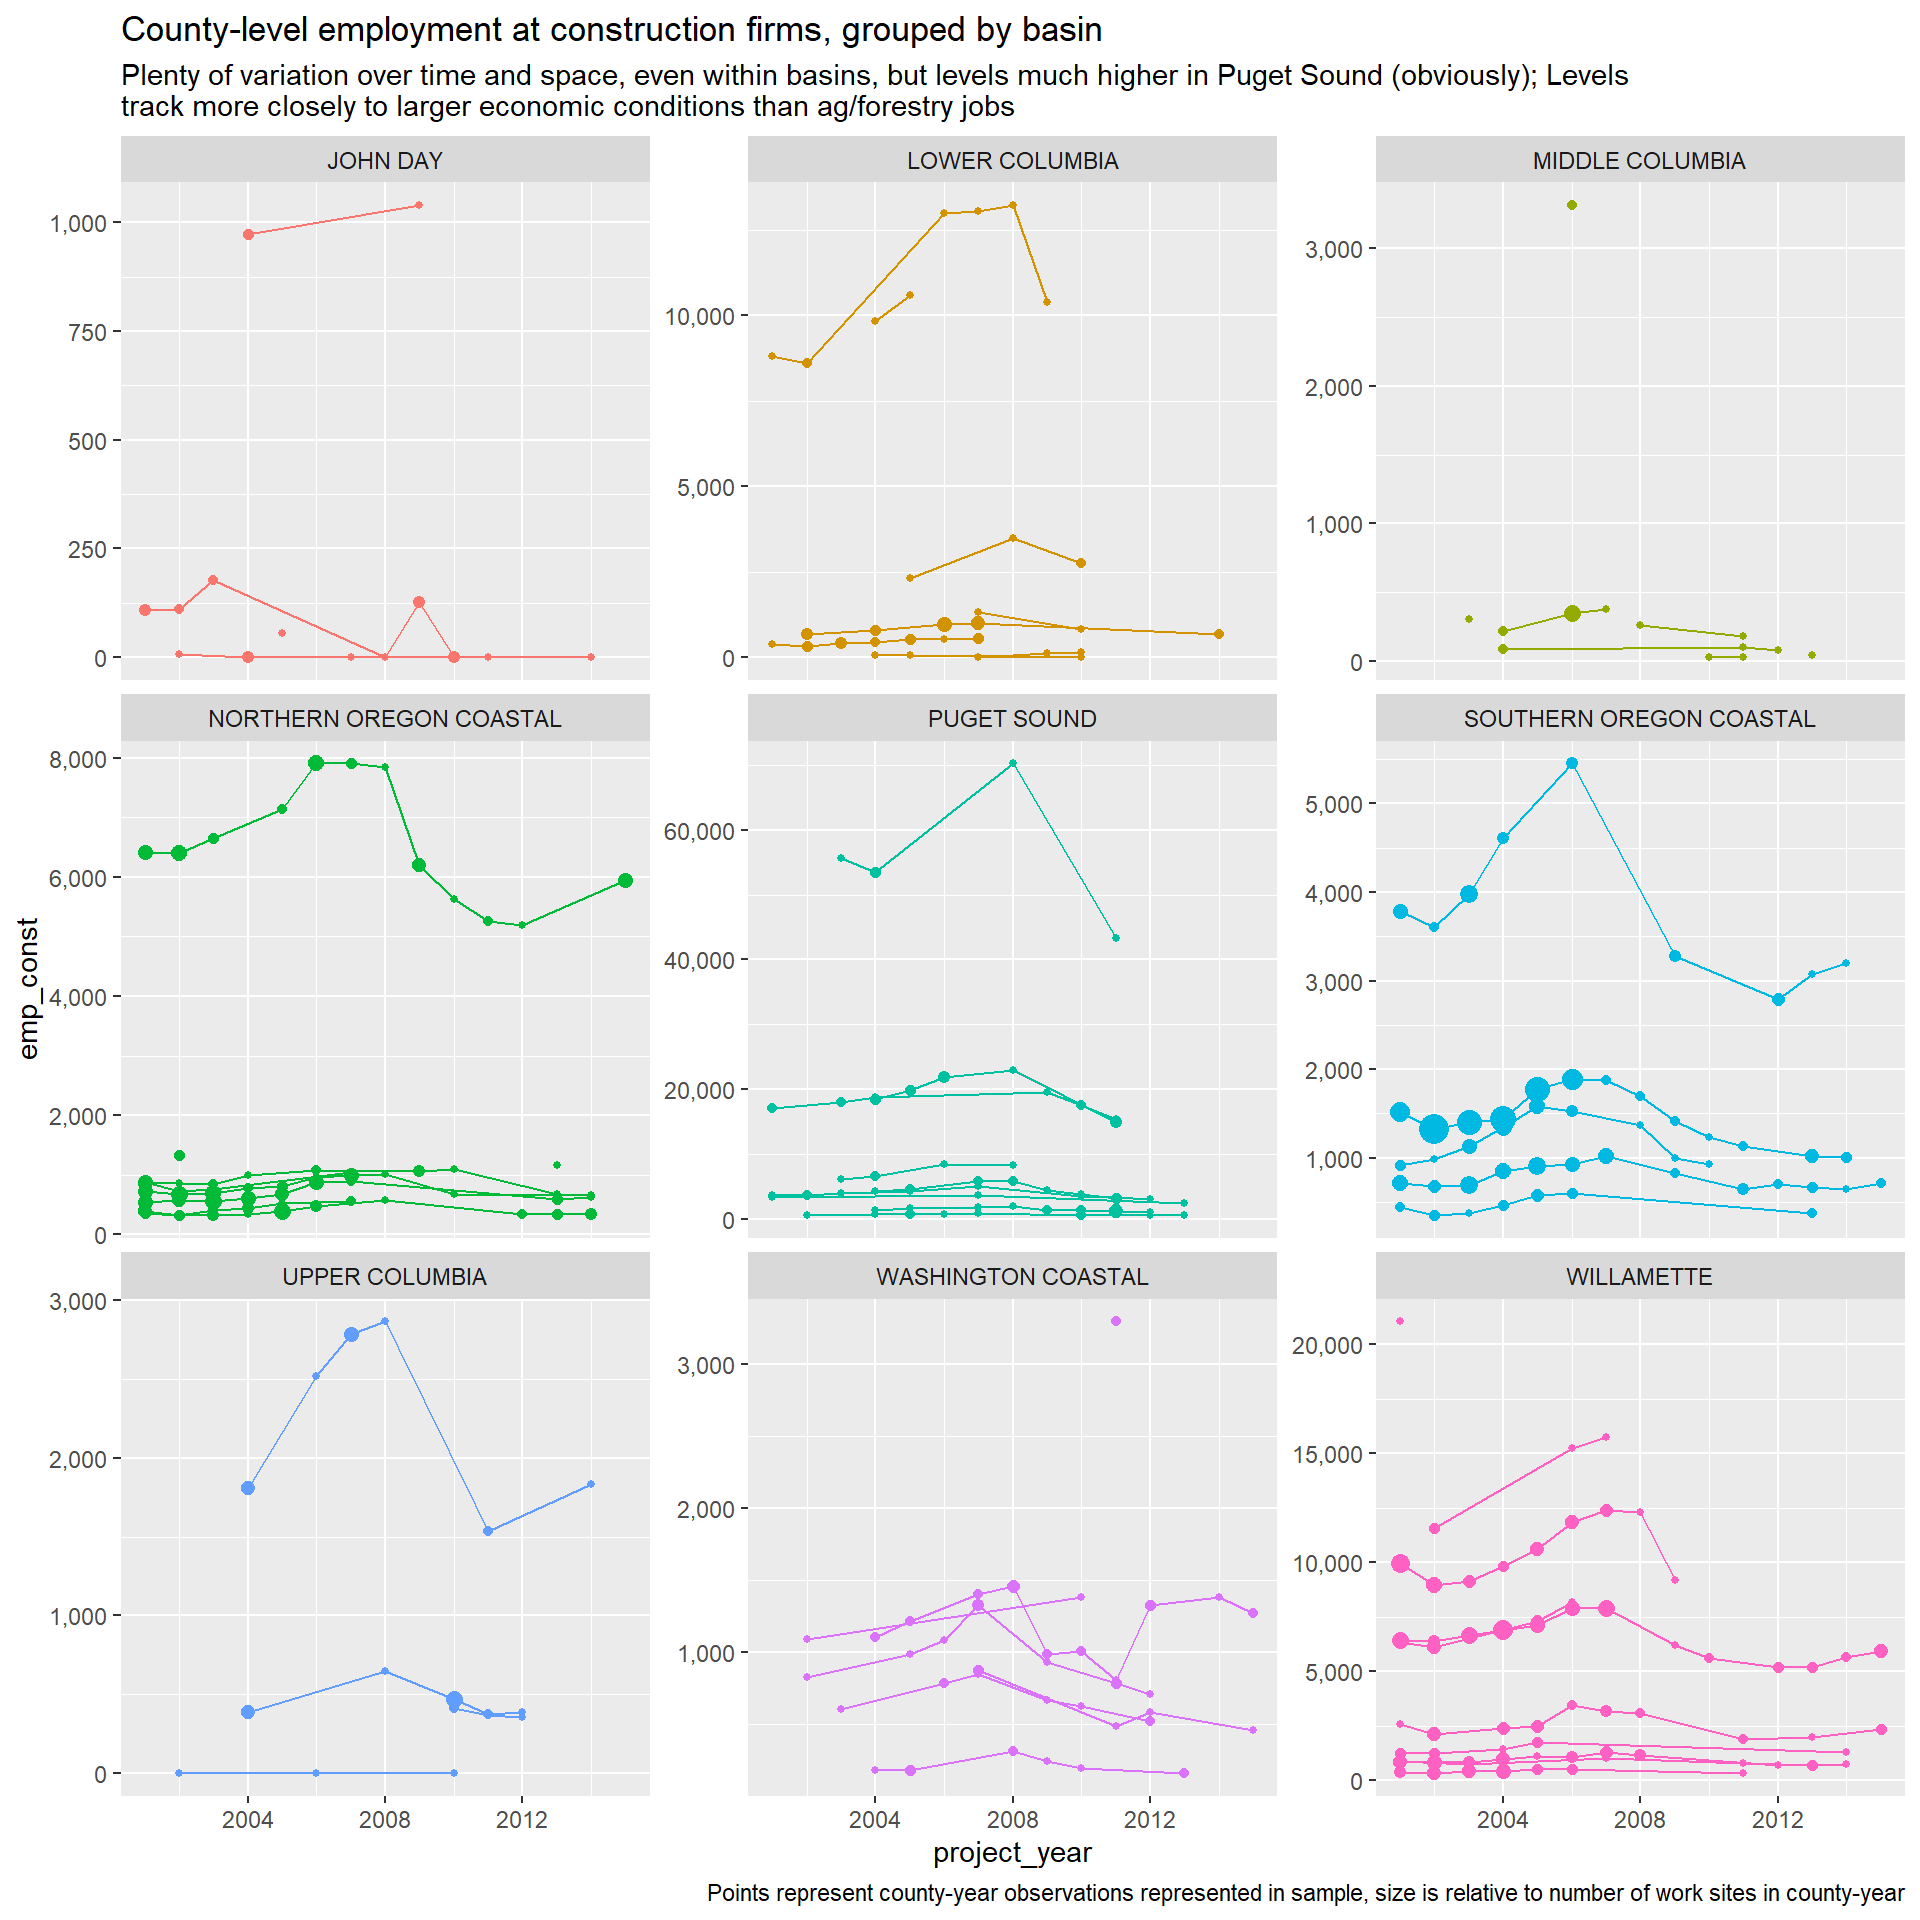 County-level employment at construction firms, grouped by basin
Plenty of variation over time and space, even within basins, but levels much higher in Puget Sound (obviously); Levels
track more closely to larger economic conditions than ag/forestry jobs
JOHN DAY
LOWER COLUMBIA
MIDDLE COLUMBIA
1,000
750
500
250
0
10,000
5,000
0
3,000
2,000
1,000
0
NORTHERN OREGON COASTAL
PUGET SOUND
SOUTHERN OREGON COASTAL
8,000
6,000
4,000
2,000
0
60,000
40,000
20,000
0
5,000
4,000
3,000
2,000
1,000
emp_const
UPPER COLUMBIA
WASHINGTON COASTAL
WILLAMETTE
3,000
2,000
1,000
0
3,000
2,000
1,000
20,000
15,000
10,000
5,000
0
2004 2008 2012
2004 2008 2012
2004 2008 2012
project_year
Points represent county-year observations represented in sample, size is relative to number of work sites in county-year